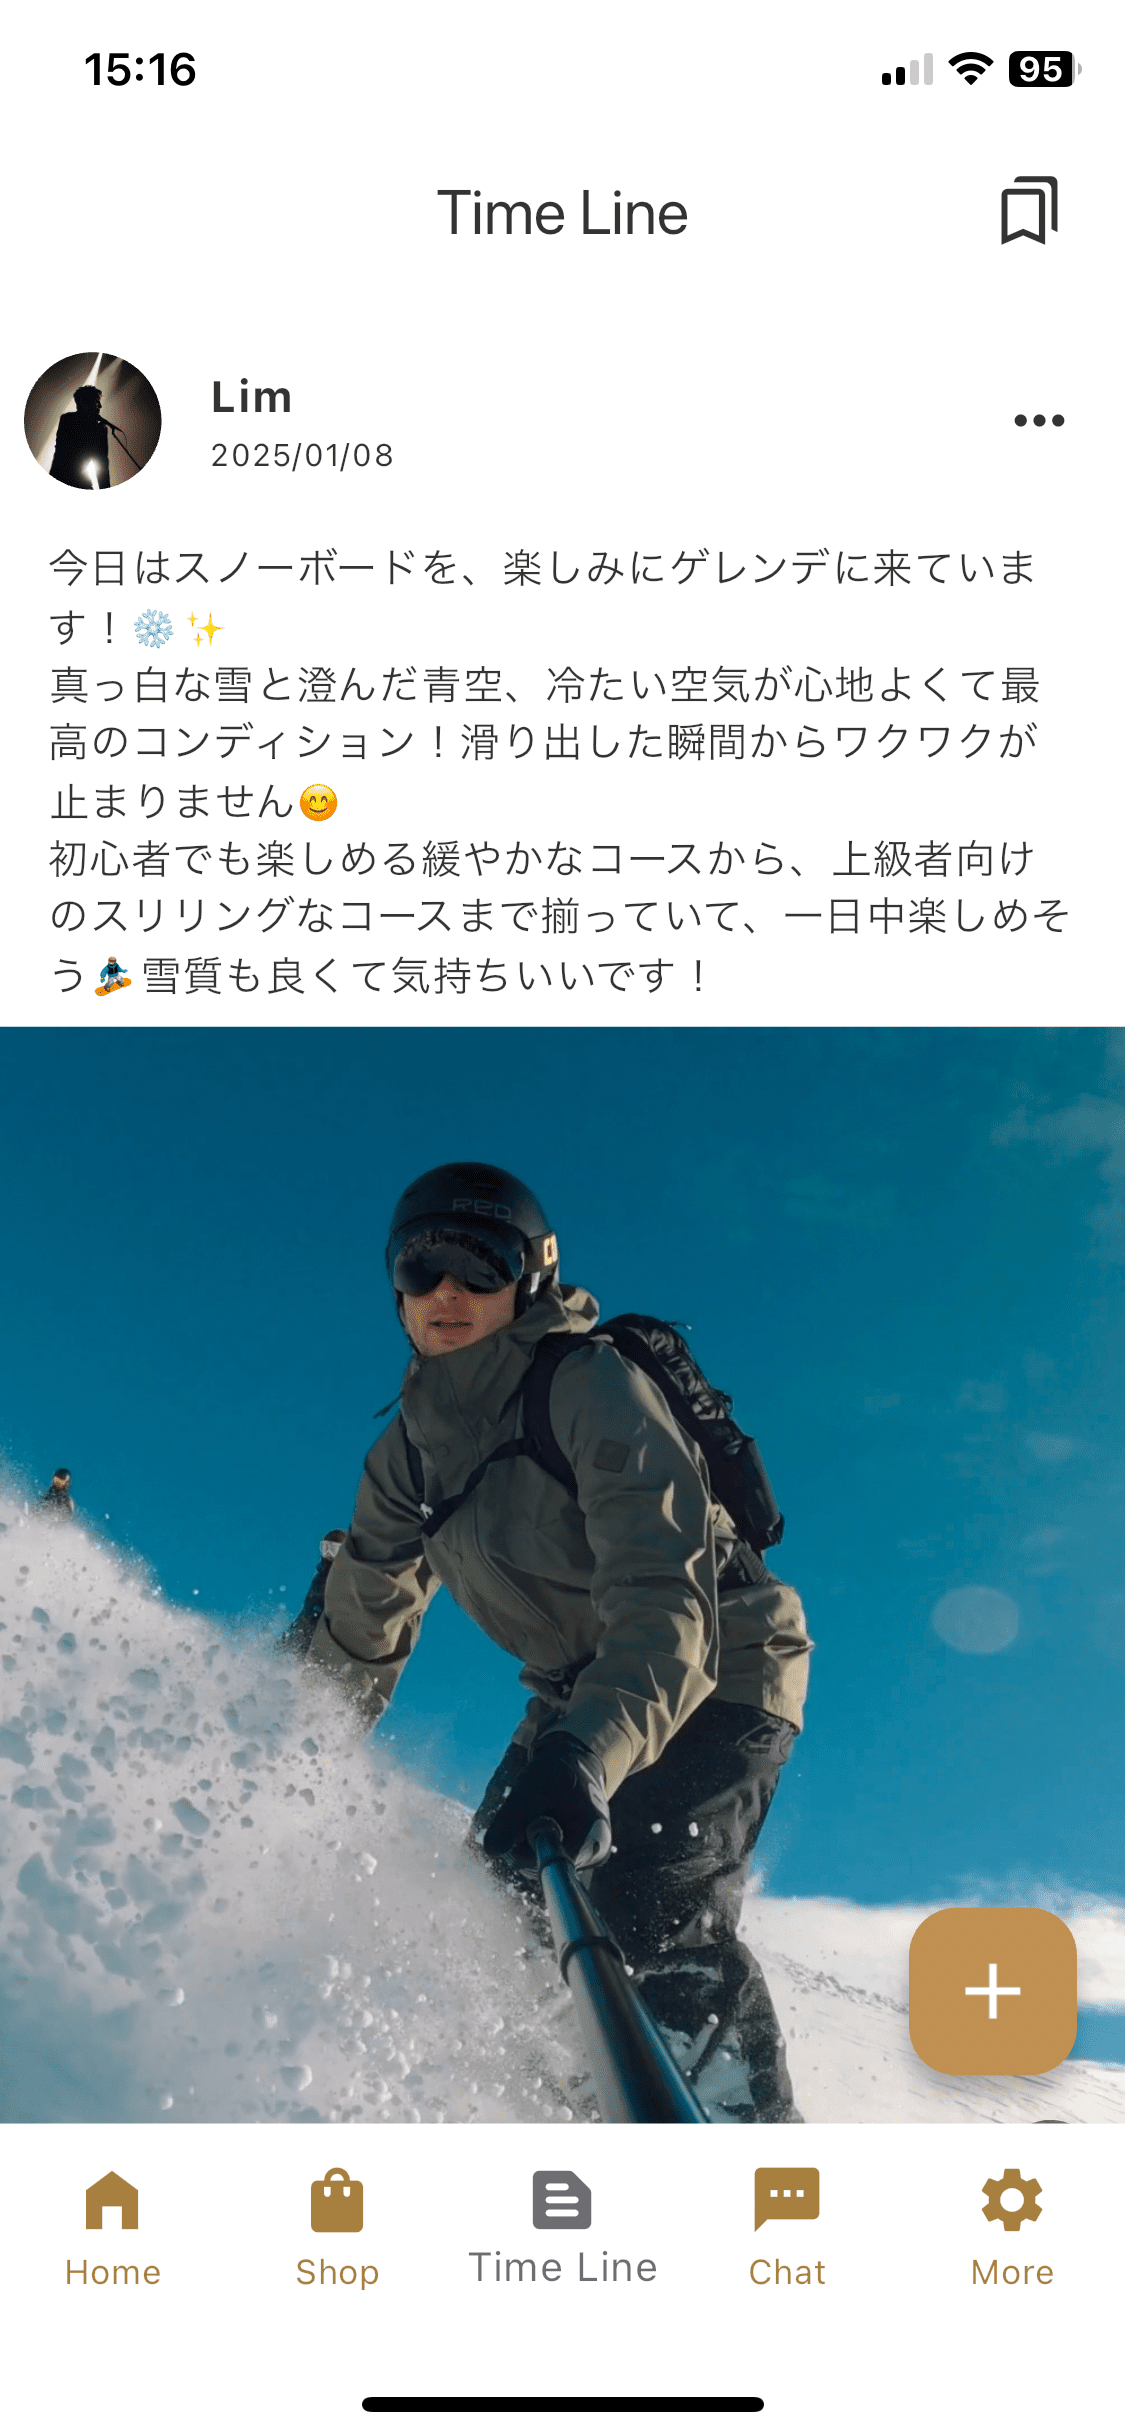 15:16
95
Time Line
Lim
2025/01/08
今日はスノーボードを、楽しみにゲレンデに来ていま
す！❄️✨
真っ白な雪と澄んだ青空、冷たい空気が心地よくて最
高のコンディション！滑り出した瞬間からワクワクが
止まりません😊
初心者でも楽しめる緩やかなコースから、上級者向け
のスリリングなコースまで揃っていて、一日中楽しめそ
う🏂雪質も良くて気持ちいいです！
RED
Home
Shop
Time Line
Chat
More